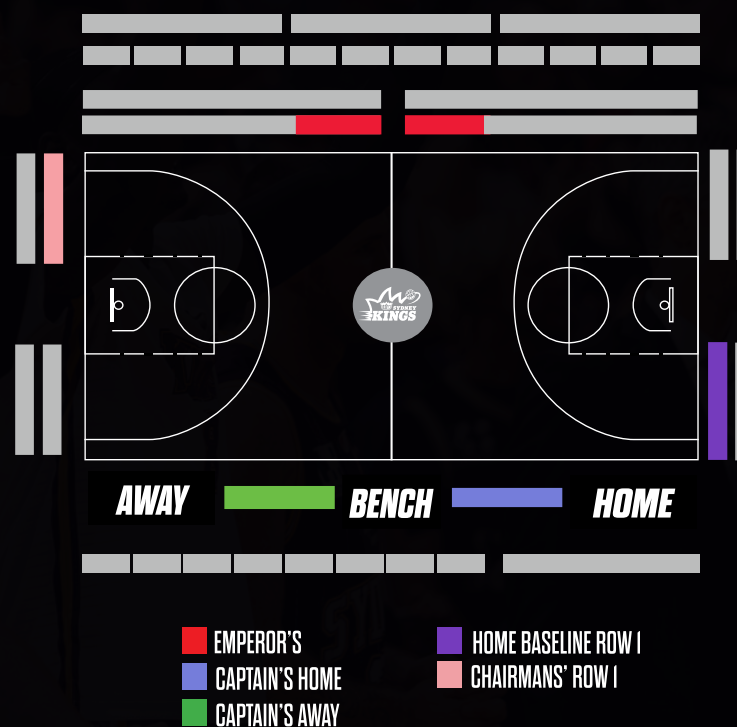 SYDNEY
KINGS
AWAY
BENCH
HOME
EMPEROR'S
HOME BASELINE ROW 1
CAPTAIN'S HOME
CHAIRMANS' ROW 1
CAPTAIN'S AWAY